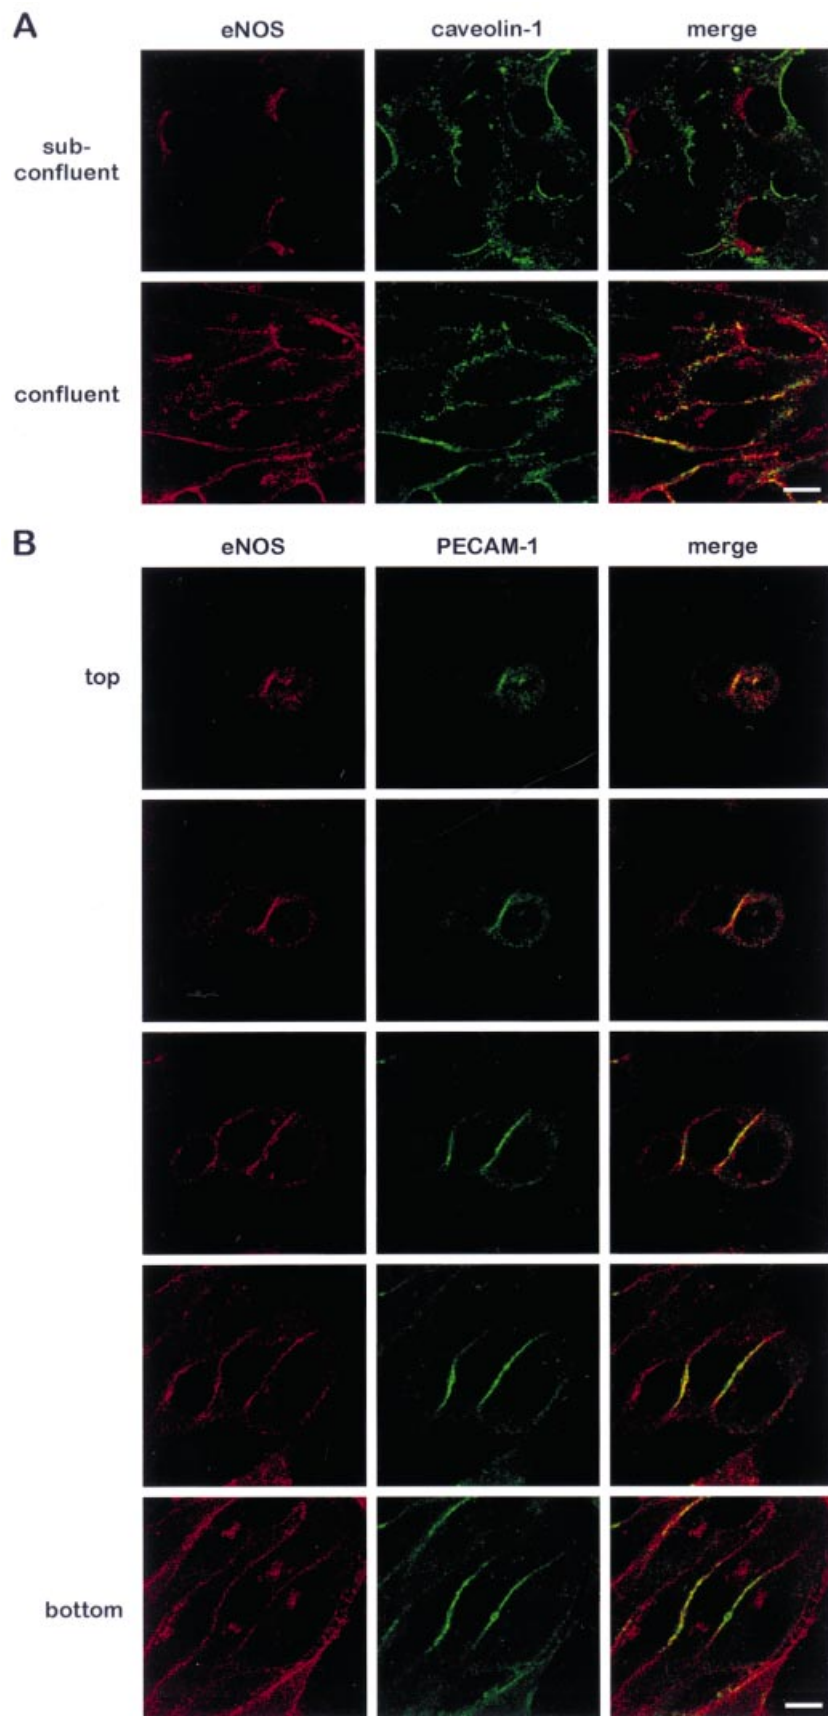 A
eNOS caveolin-1 merge
sub-
confluent
confluent
B
eNOS PECAM-1 merge
top
bottom